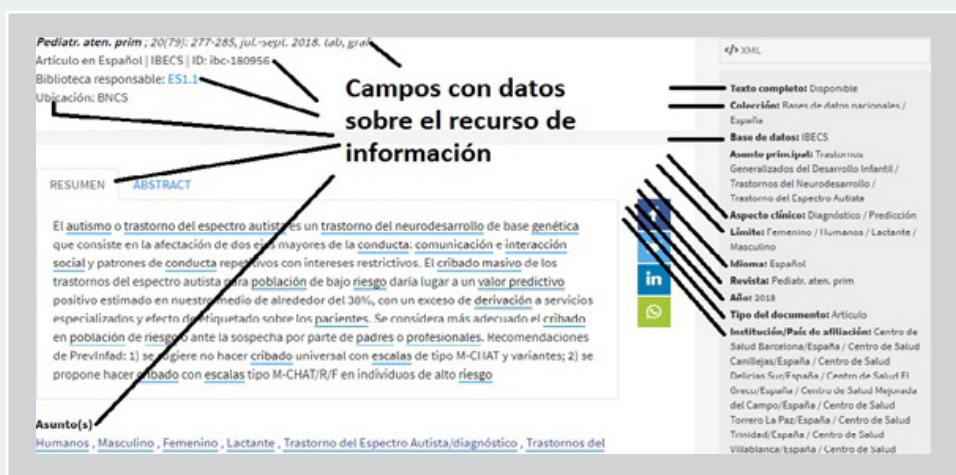 Pediatr. aten. prim ; 20(79): 277-285, jul.-sept. 2018. tab, graf
Artículo en Español | IBECS | ID: ibc-180956
Biblioteca responsable: ES1.1
Ubicación: BNCS
Campos con datos
sobre el recurso de
información
RESUMEN ABSTRACT
El autismo o trastorno del espectro autista es un trastorno del neurodesarrollo de base genética
que consiste en la afectación de dos ejes mayores de la conducta: comunicación e interacción
social y patrones de conducta repetitivos con intereses restrictivos. El cribado masivo de los
trastornos del espectro autista para población de bajo riesgo daría lugar a un valor predictivo
positivo estimado en nuestro medio de alrededor del 38%, con un exceso de derivación a servicios
especializados y efecto de etiquetado sobre los pacientes. Se considera más adecuado el cribado
en población de riesgo o ante la sospecha por parte de padres o profesionales. Recomendaciones
de PrevInfad: 1) se sugiere no hacer cribado universal con escalas de tipo M-CHAT y variantes; 2) se
propone hacer cribado con escalas tipo M-CHAT/R/F en individuos de alto riesgo
Asunto(s)
Humanos , Masculino , Femenino , Lactante , Trastorno del Espectro Autista/diagnóstico , Trastornos del
f
in
</> XML
Texto completo: Disponible
Colección: Bases de datos nacionales /
España
Base de datos: IBECS
Asunto principal: Trastornos
Generalizados del Desarrollo Infantil /
Trastornos del Neurodesarrollo /
Trastorno del Espectro Autista
Aspecto clínico: Diagnóstico / Predicción
Límite: Femenino / Humanos / Lactante /
Masculino
Idioma: Español
Revista: Pediatr. aten. prim
Año: 2018
Tipo del documento: Artículo
Institución/País de afiliación: Centro de
Salud Barcelona/España / Centro de Salud
Canillejas/España / Centro de Salud
Delicias Sur/España / Centro de Salud El
Greco/España / Centro de Salud Mejorada
del Campo/España / Centro de Salud
Torrero La Paz/España / Centro de Salud
Trinidad/España / Centro de Salud
Villablanca/España / Centro de Salud